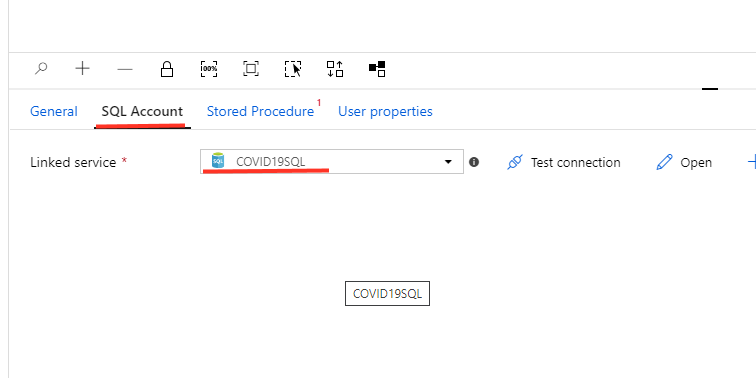 100%
General SQL Account Stored Procedure 1 User properties
Linked service * SQL COVID19SQL Test connection Open
COVID19SQL